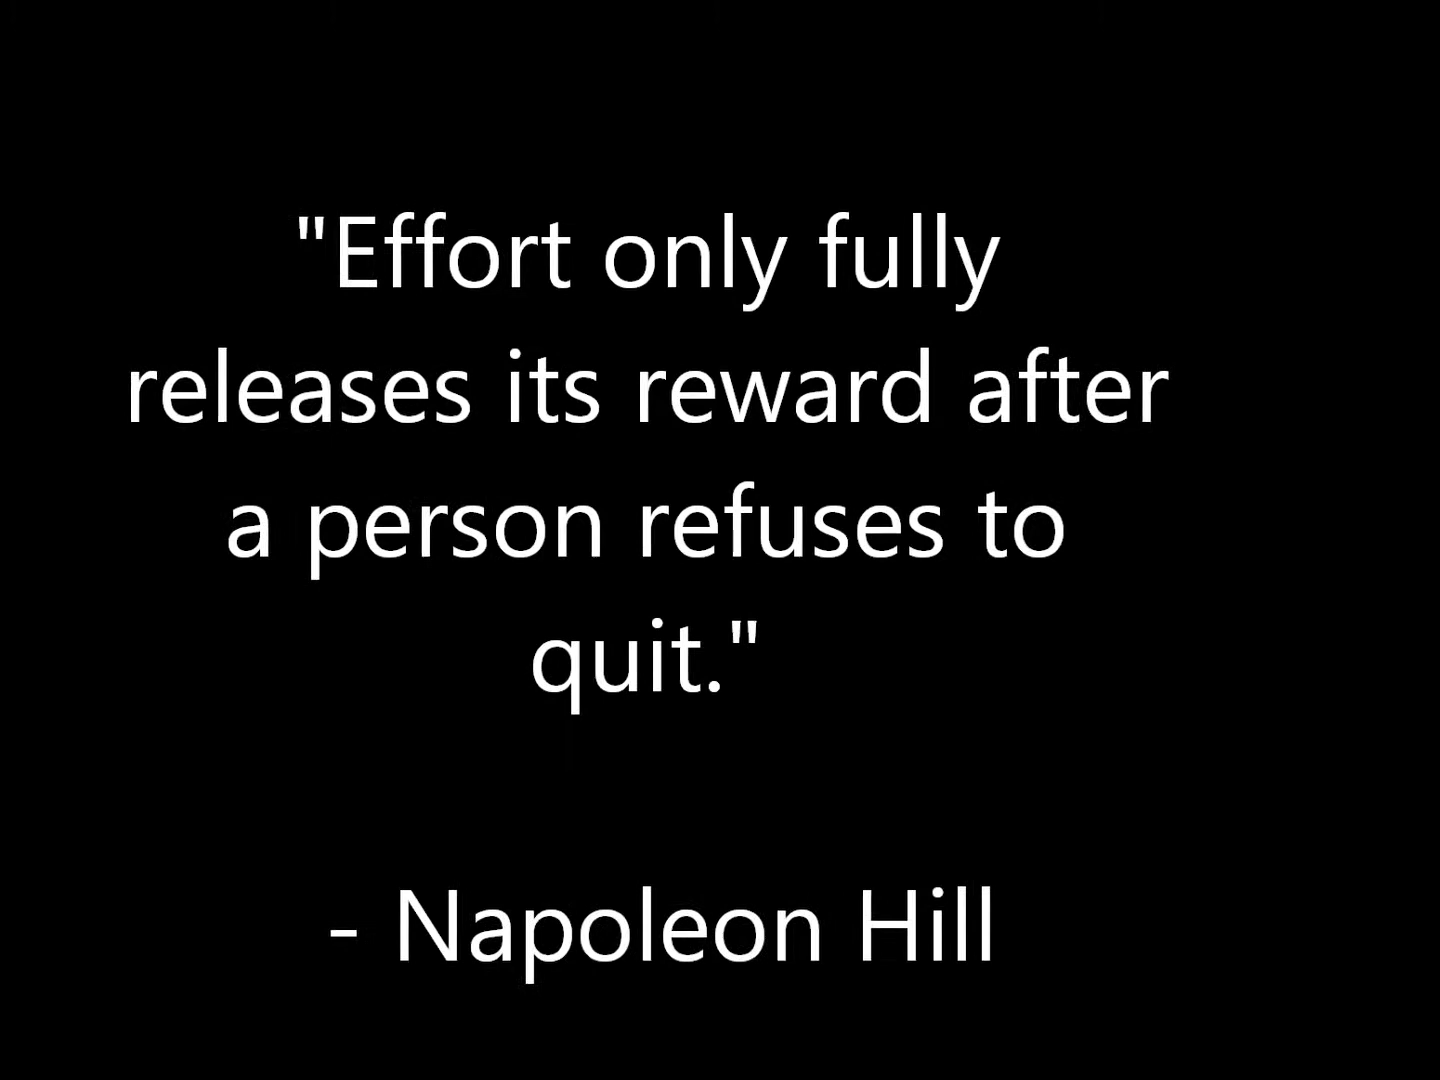 "Effort only fully
releases its reward after
a person refuses to
quit."
- Napoleon Hill